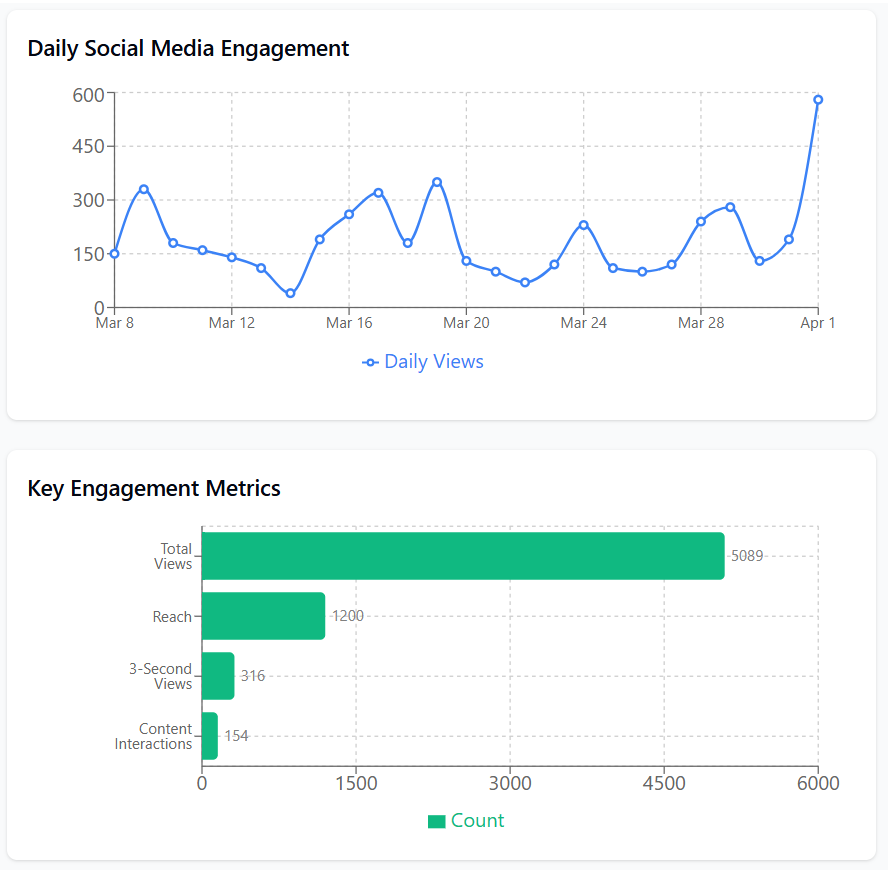 Daily Social Media Engagement
600
450
300
150
0
Mar 8 Mar 12 Mar 16 Mar 20 Mar 24 Mar 28 Apr 1
Daily Views
Key Engagement Metrics
Total
Views
5089
Reach
1200
3-Second
Views
316
Content
Interactions
154
0 1500 3000 4500 6000
Count